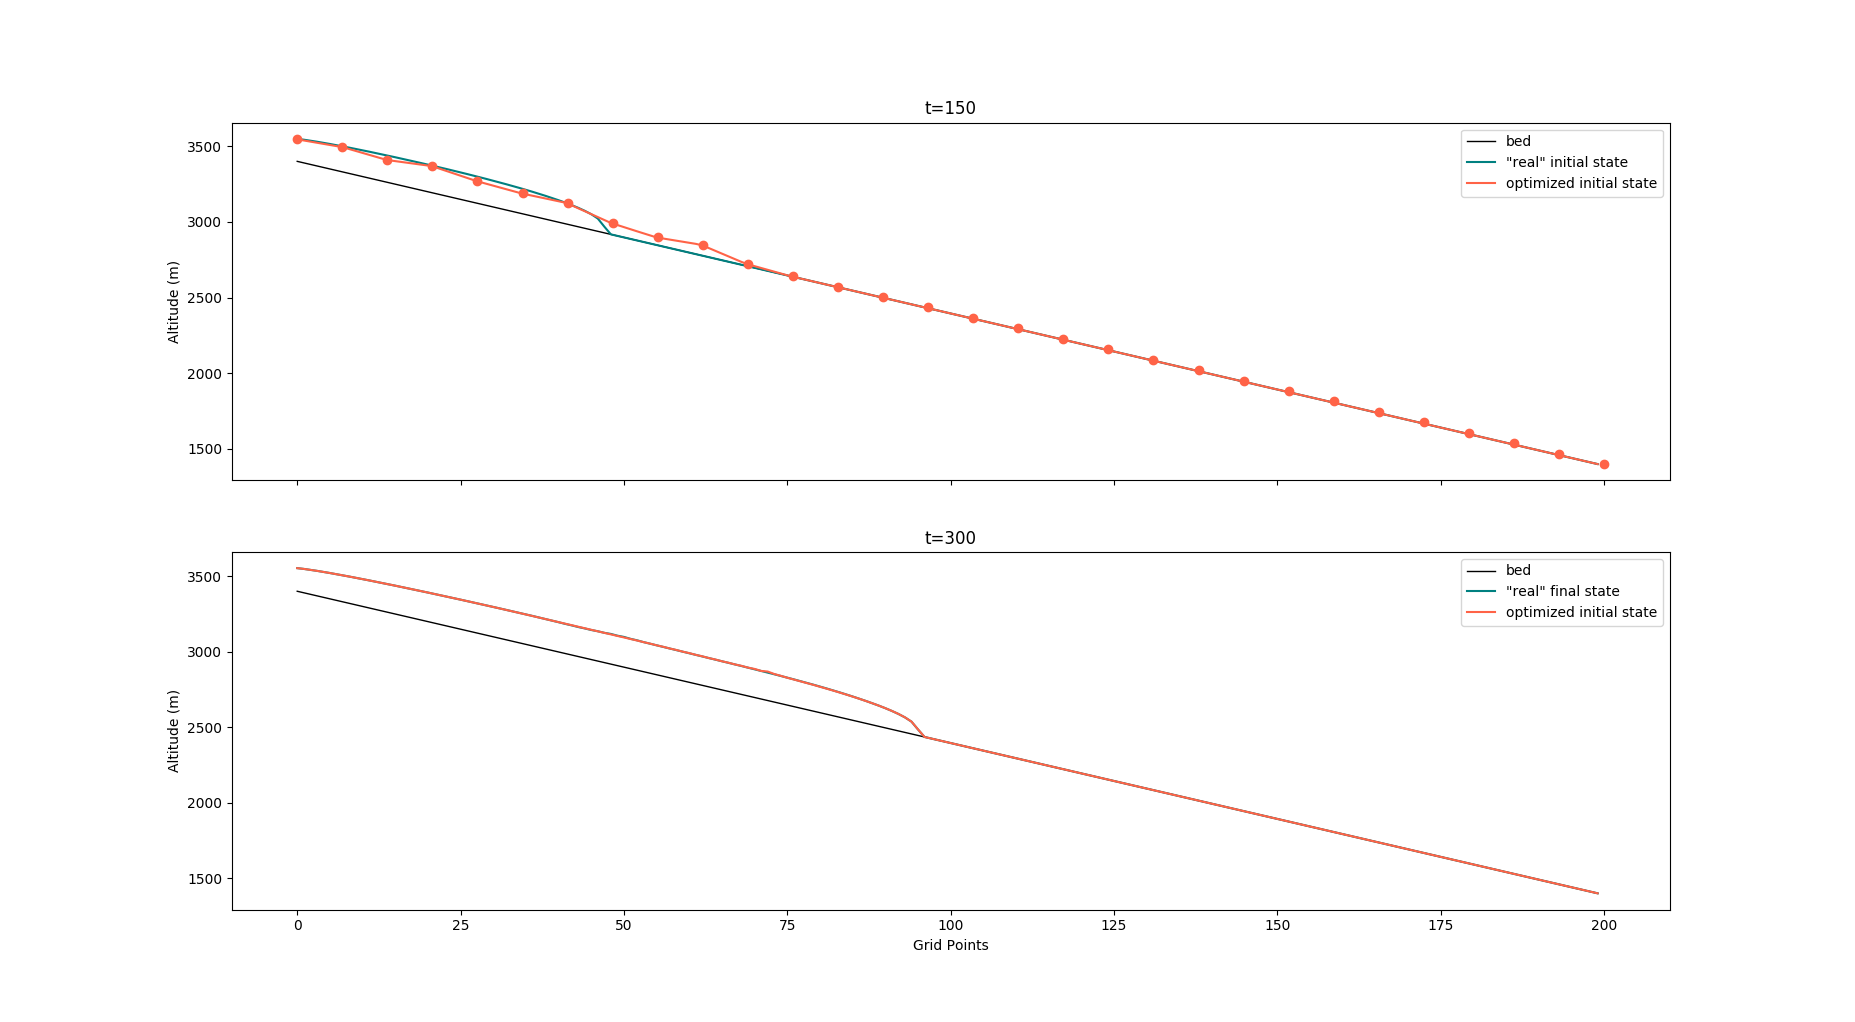 t=150
3500
3000
2500
2000
1500
Altitude (m)
bed
"real" initial state
optimized initial state
t=300
3500
3000
2500
2000
1500
Altitude (m)
bed
"real" final state
optimized initial state
0 25 50 75 100 125 150 175 200
Grid Points